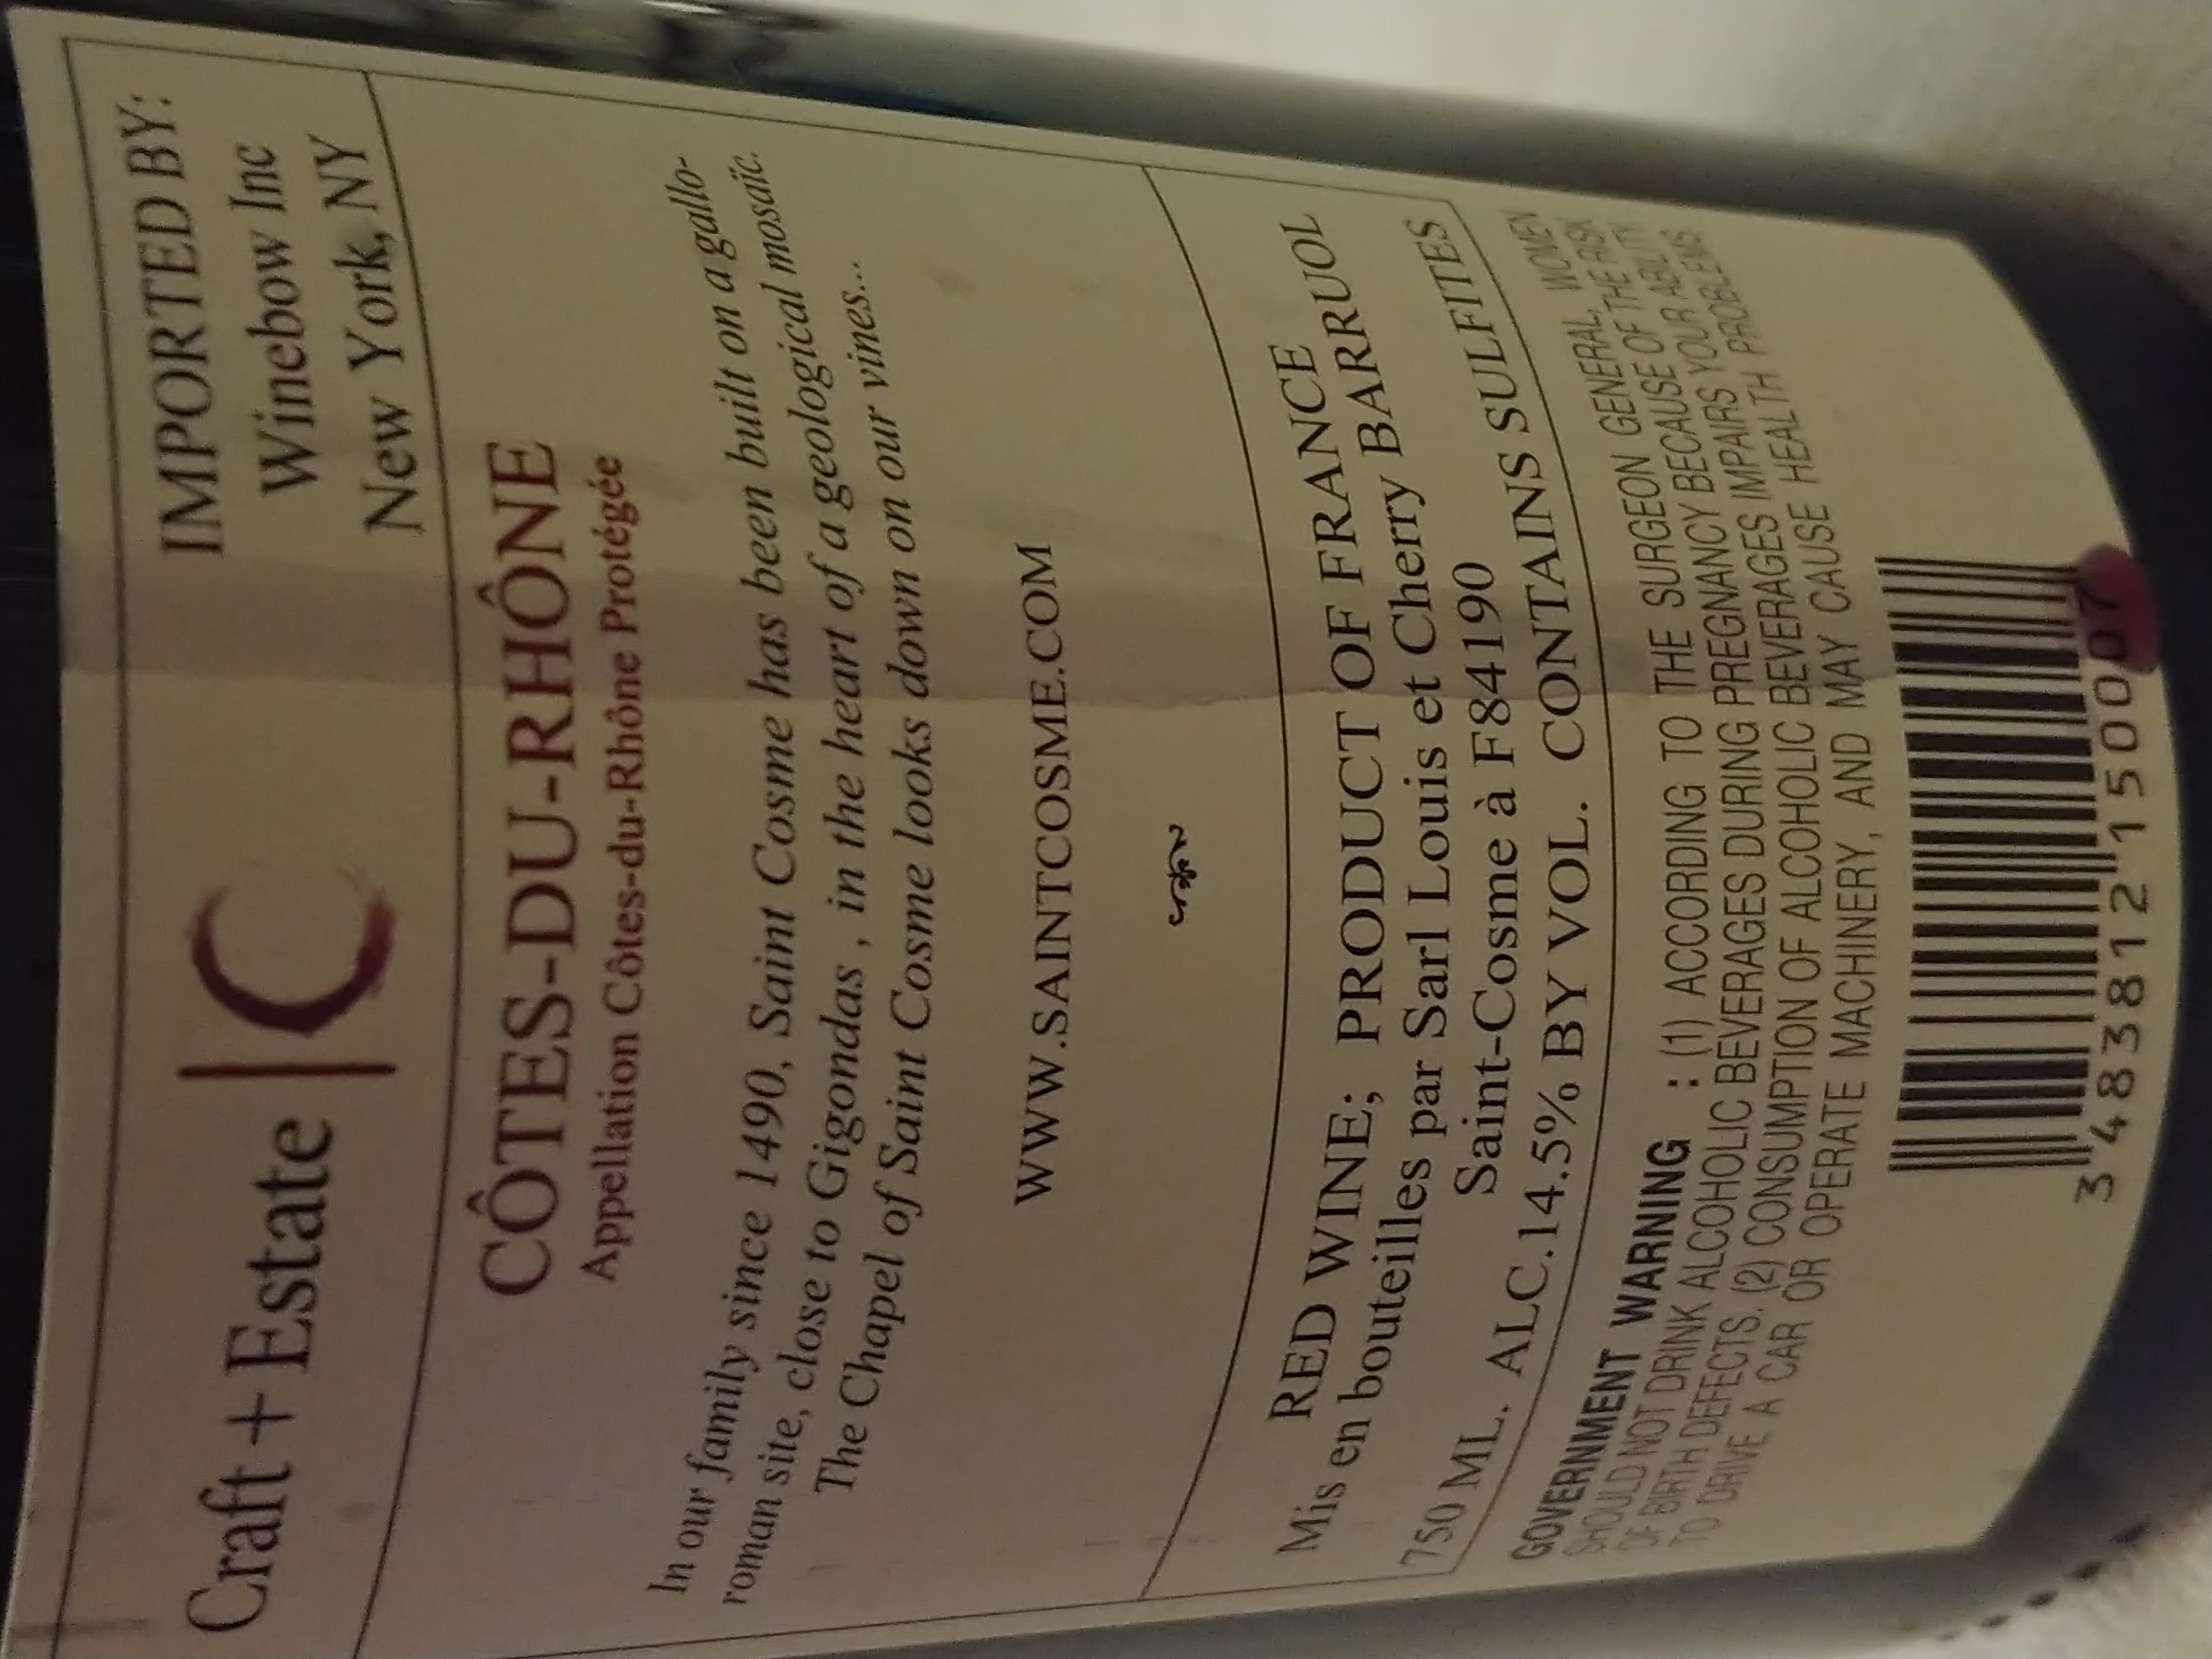 Craft + Estate
IMPORTED BY:
Winebow Inc
New York, NY
CÔTES-DU-RHÔNE
Appellation Côtes-du-Rhône Protégée
In our family since 1490, Saint Cosme has been built on a gallo-
roman site, close to Gigondas , in the heart of a geological mosaïc.
The Chapel of Saint Cosme looks down on our vines...
WWW.SAINTCOSME.COM
RED WINE; PRODUCT OF FRANCE
Mis en bouteilles par Sarl Louis et Cherry BARRUOL
Saint-Cosme à F84190
750 ML. ALC.14.5% BY VOL. CONTAINS SULFITES
GOVERNMENT WARNING : (1) ACCORDING TO THE SURGEON GENERAL, WOMEN
SHOULD NOT DRINK ALCOHOLIC BEVERAGES DURING PREGNANCY BECAUSE OF THE RISK
OF BIRTH DEFECTS. (2) CONSUMPTION OF ALCOHOLIC BEVERAGES IMPAIRS YOUR ABILITY
TO DRIVE A CAR OR OPERATE MACHINERY, AND MAY CAUSE HEALTH PROBLEMS
3 483812 150007